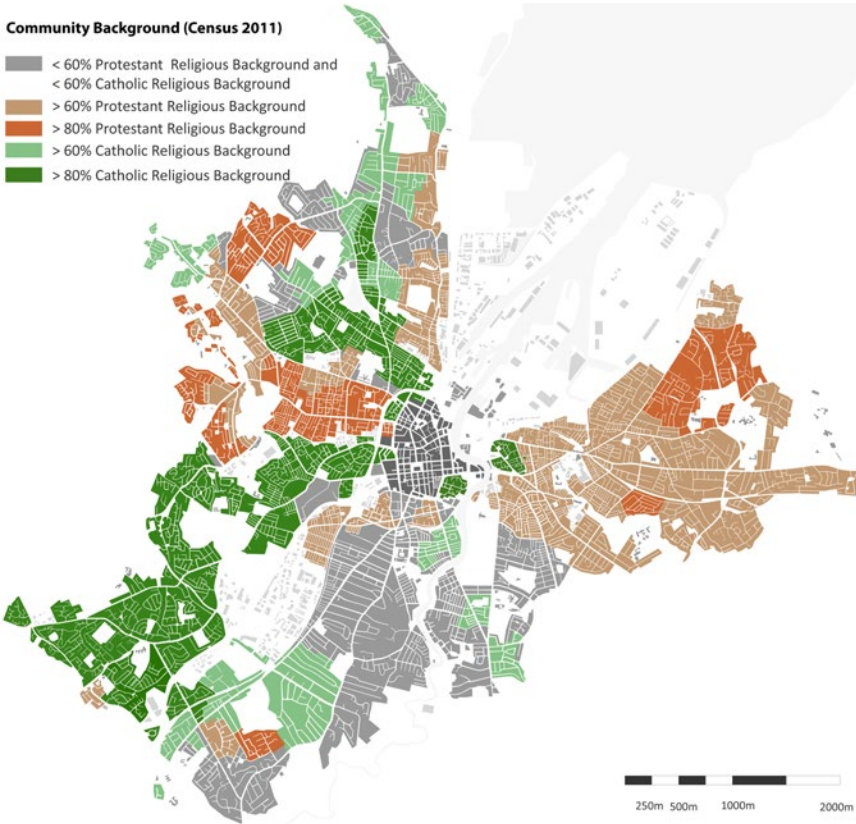 Community Background (Census 2011)
< 60% Protestant Religious Background and
< 60% Catholic Religious Background
> 60% Protestant Religious Background
> 80% Protestant Religious Background
> 60% Catholic Religious Background
> 80% Catholic Religious Background
250m 500m 1000m 2000m